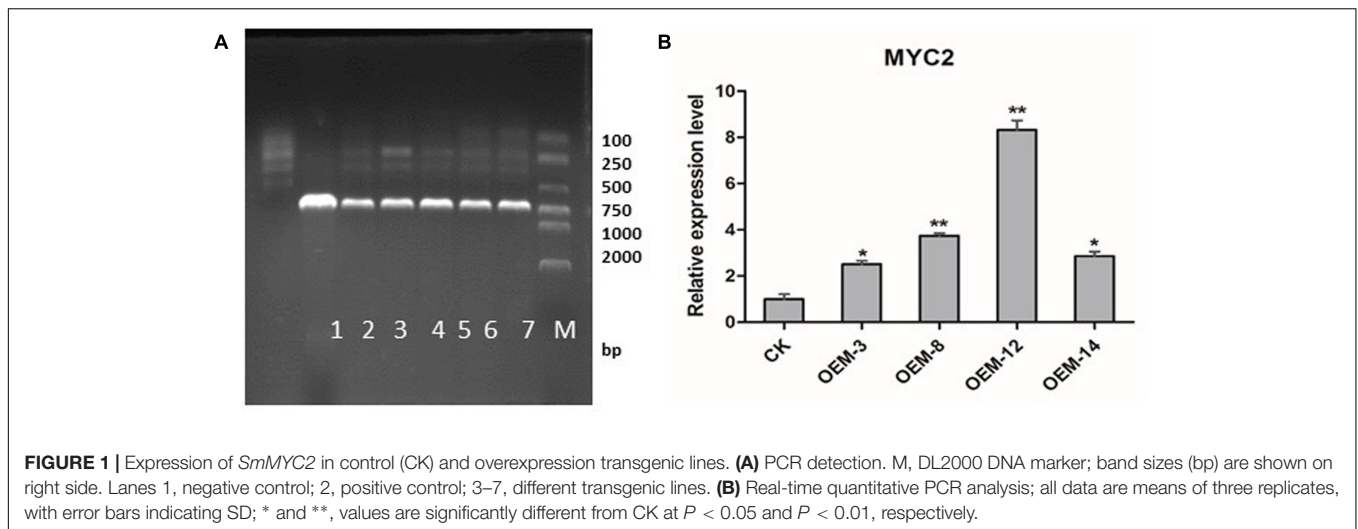 A
100
250
500
750
1000
2000
1 2 3 4 5 6 7 M
bp
B
MYC2
Relative expression level
10
8
6
4
2
0
*
**
**
*
CK
OEM-3
OEM-8
OEM-12
OEM-14
FIGURE 1 | Expression of SmMYC2 in control (CK) and overexpression transgenic lines. (A) PCR detection. M, DL2000 DNA marker; band sizes (bp) are shown on
right side. Lanes 1, negative control; 2, positive control; 3–7, different transgenic lines. (B) Real-time quantitative PCR analysis; all data are means of three replicates,
with error bars indicating SD; * and **, values are significantly different from CK at P < 0.05 and P < 0.01, respectively.